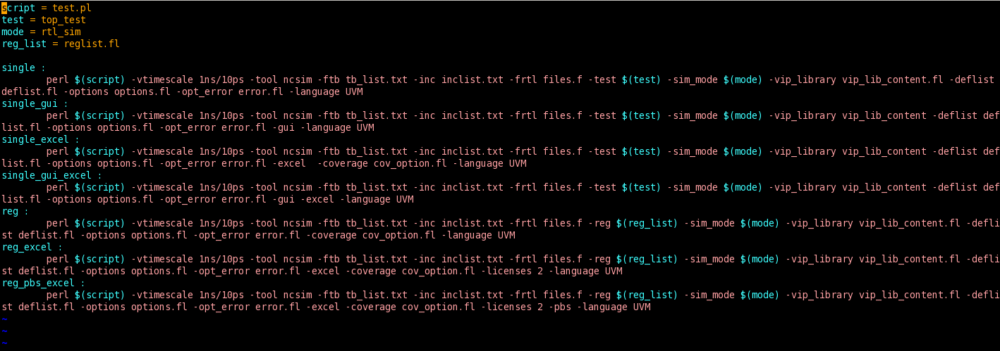 script = test.pl
test = top_test
mode = rtl_sim
reg_list = reglist.fl

single :
        perl $(script) -vtimescale 1ns/10ps -tool ncsim -ftb tb_list.txt -inc inclist.txt -frtl files.f -test $(test) -sim_mode $(mode) -vip_library vip_lib_content.fl -deflist
deflist.fl -options options.fl -opt_error error.fl -language UVM
single_gui :
        perl $(script) -vtimescale 1ns/10ps -tool ncsim -ftb tb_list.txt -inc inclist.txt -frtl files.f -test $(test) -sim_mode $(mode) -vip_library vip_lib_content -deflist def
list.fl -options options.fl -opt_error error.fl -gui -language UVM
single_excel :
        perl $(script) -vtimescale 1ns/10ps -tool ncsim -ftb tb_list.txt -inc inclist.txt -frtl files.f -test $(test) -sim_mode $(mode) -vip_library vip_lib_content -deflist def
list.fl -options options.fl -opt_error error.fl -excel  -coverage cov_option.fl -language UVM
single_gui_excel :
        perl $(script) -vtimescale 1ns/10ps -tool ncsim -ftb tb_list.txt -inc inclist.txt -frtl files.f -test $(test) -sim_mode $(mode) -vip_library vip_lib_content -deflist def
list.fl -options options.fl -opt_error error.fl -gui -excel -language UVM
reg :
        perl $(script) -vtimescale 1ns/10ps -tool ncsim -ftb tb_list.txt -inc inclist.txt -frtl files.f -reg $(reg_list) -sim_mode $(mode) -vip_library vip_lib_content.fl -defli
st deflist.fl -options options.fl -opt_error error.fl -coverage cov_option.fl -language UVM
reg_excel :
        perl $(script) -vtimescale 1ns/10ps -tool ncsim -ftb tb_list.txt -inc inclist.txt -frtl files.f -reg $(reg_list) -sim_mode $(mode) -vip_library vip_lib_content.fl -defli
st deflist.fl -options options.fl -opt_error error.fl -excel -coverage cov_option.fl -licenses 2 -language UVM
reg_pbs_excel :
        perl $(script) -vtimescale 1ns/10ps -tool ncsim -ftb tb_list.txt -inc inclist.txt -frtl files.f -reg $(reg_list) -sim_mode $(mode) -vip_library vip_lib_content.fl -defli
st deflist.fl -options options.fl -opt_error error.fl -excel -coverage cov_option.fl -licenses 2 -pbs -language UVM
~
~
~